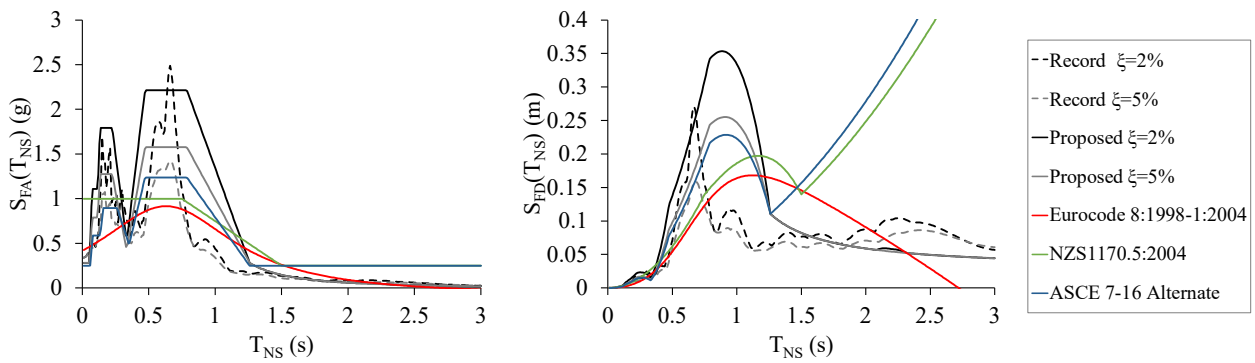 S_FA(T_NS) (g)
3
2.5
2
1.5
1
0.5
0
0 0.5 1 1.5 2 2.5 3
T_NS (s)
S_FD(T_NS) (m)
0.4
0.35
0.3
0.25
0.2
0.15
0.1
0.05
0
0 0.5 1 1.5 2 2.5 3
T_NS (s)
Record ξ=2%
Record ξ=5%
Proposed ξ=2%
Proposed ξ=5%
Eurocode 8:1998-1:2004
NZS1170.5:2004
ASCE 7-16 Alternate